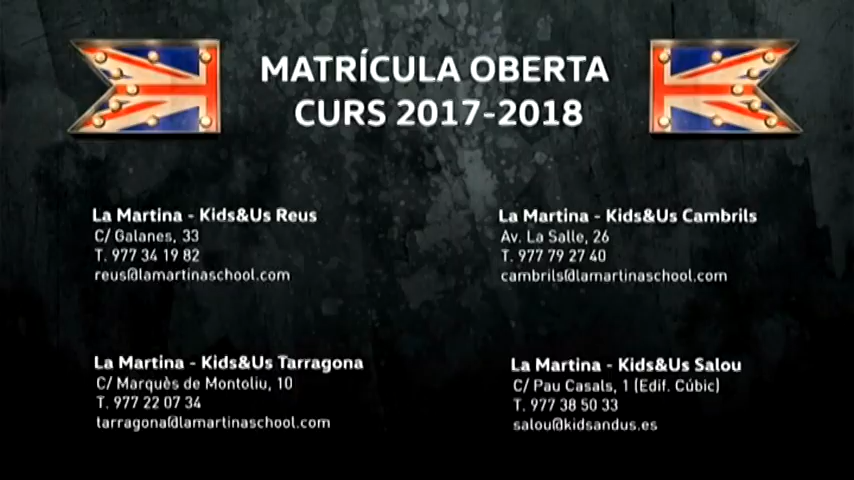 MATRÍCULA OBERTA
CURS 2017-2018
La Martina - Kids&Us Reus
C/ Galanes, 33
T. 977 34 19 82
reus@lamartinaschool.com
La Martina - Kids&Us Cambrils
Av. La Salle, 26
T. 977 79 27 40
cambrils@lamartinaschool.com
La Martina - Kids&Us Tarragona
C/ Marquès de Montoliu, 10
T. 977 22 07 34
tarragona@lamartinaschool.com
La Martina - Kids&Us Salou
C/ Pau Casals, 1 (Edif. Cúbic)
T. 977 38 50 33
salou@kidsandus.es